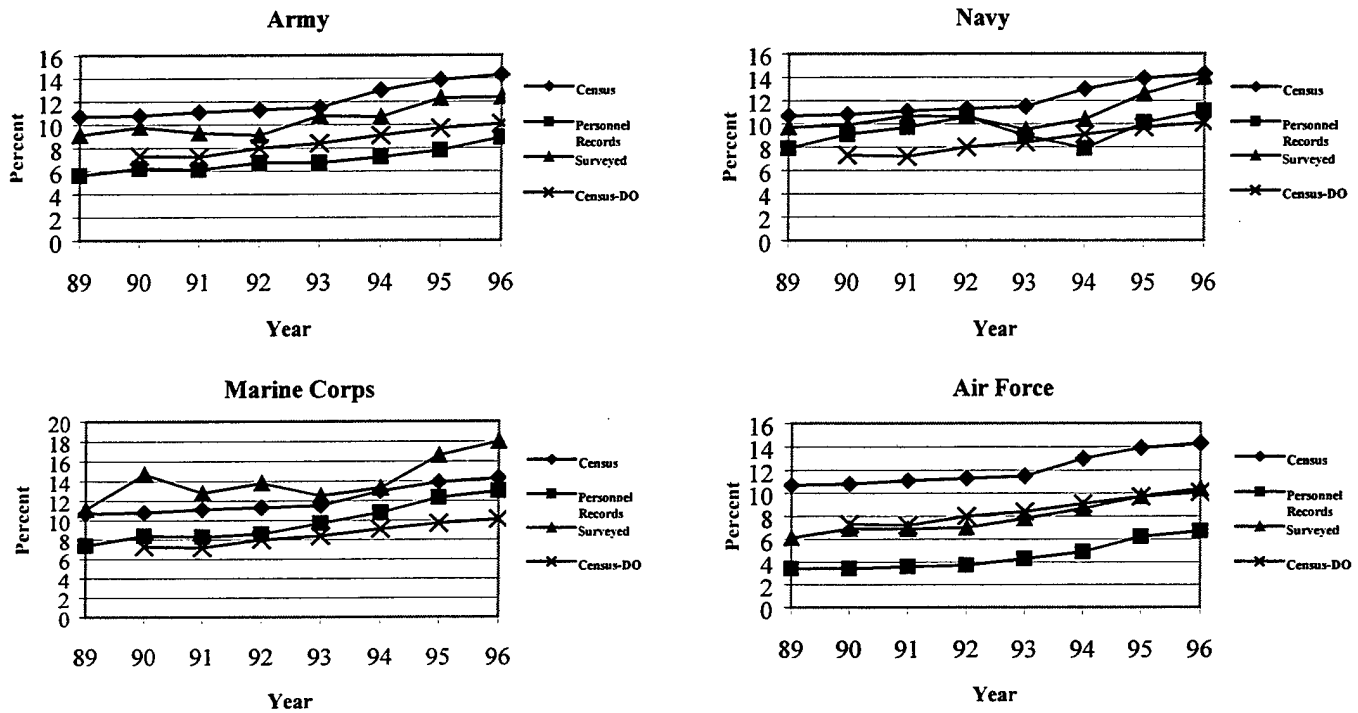 Army
Percent
16
14
12
10
8
6
4
2
0
89 90 91 92 93 94 95 96
Year
Census
Personnel
Records
Surveyed
Census-DO
Navy
Percent
16
14
12
10
8
6
4
2
0
89 90 91 92 93 94 95 96
Year
Census
Personnel
Records
Surveyed
Census-DO
Marine Corps
Percent
20
18
16
14
12
10
8
6
4
2
0
89 90 91 92 93 94 95 96
Year
Census
Personnel
Records
Surveyed
Census-DO
Air Force
Percent
16
14
12
10
8
6
4
2
0
89 90 91 92 93 94 95 96
Year
Census
Personnel
Records
Surveyed
Census-DO